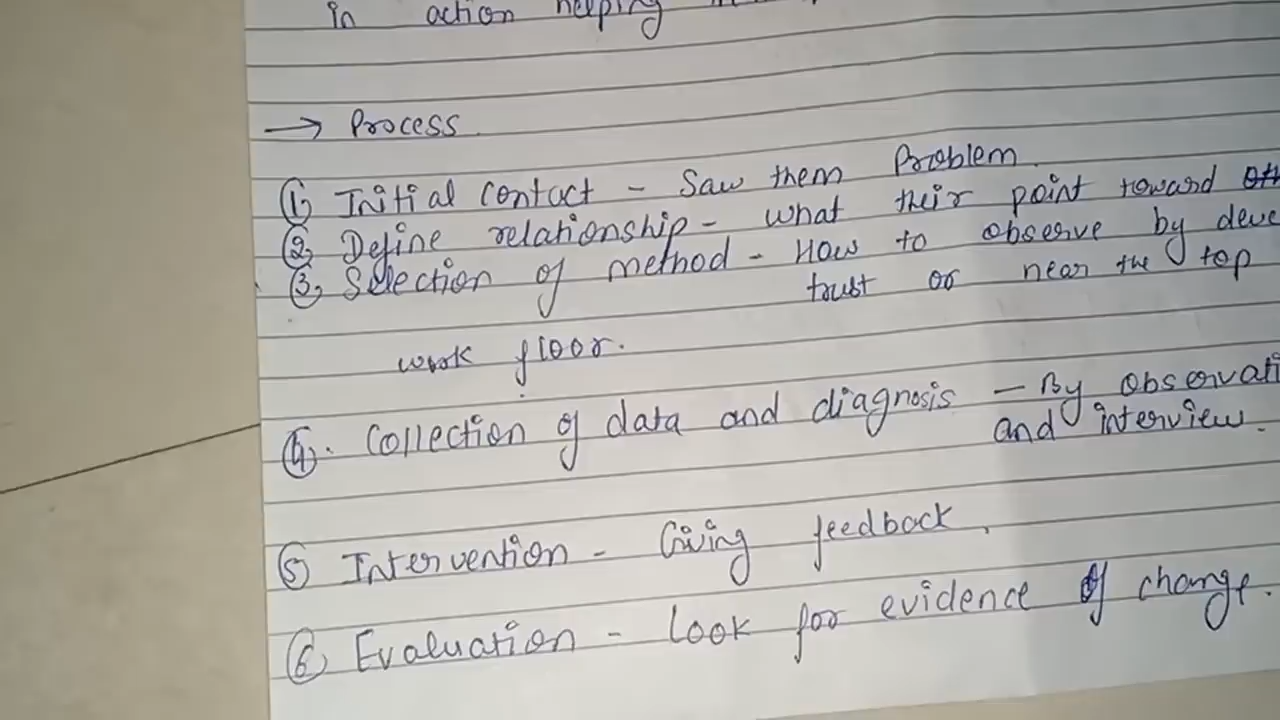 in action helping
→ Process
① Initial contact - Saw them Problem.
② Define relationship - what their point toward
③ Selection of method - How to observe by
trust or near the top
work floor.
④. Collection of data and diagnosis - By
and interview.
⑤ Intervention - Giving feedback.
⑥ Evaluation - look for evidence of change.